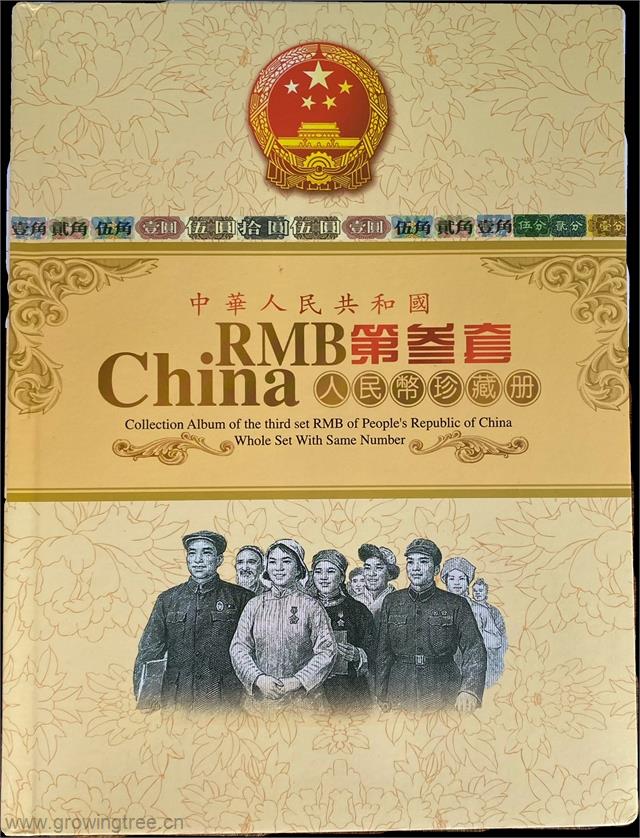 壹角 貳角 伍角 壹圓 伍圓 拾圓 伍圓 壹圓 伍角 貳角 壹角 伍分 貳分 壹分
中華人民共和國
RMB第叁套
China 人民幣珍藏册
Collection Album of the third set RMB of People's Republic of China
Whole Set With Same Number
www.growingtree.cn